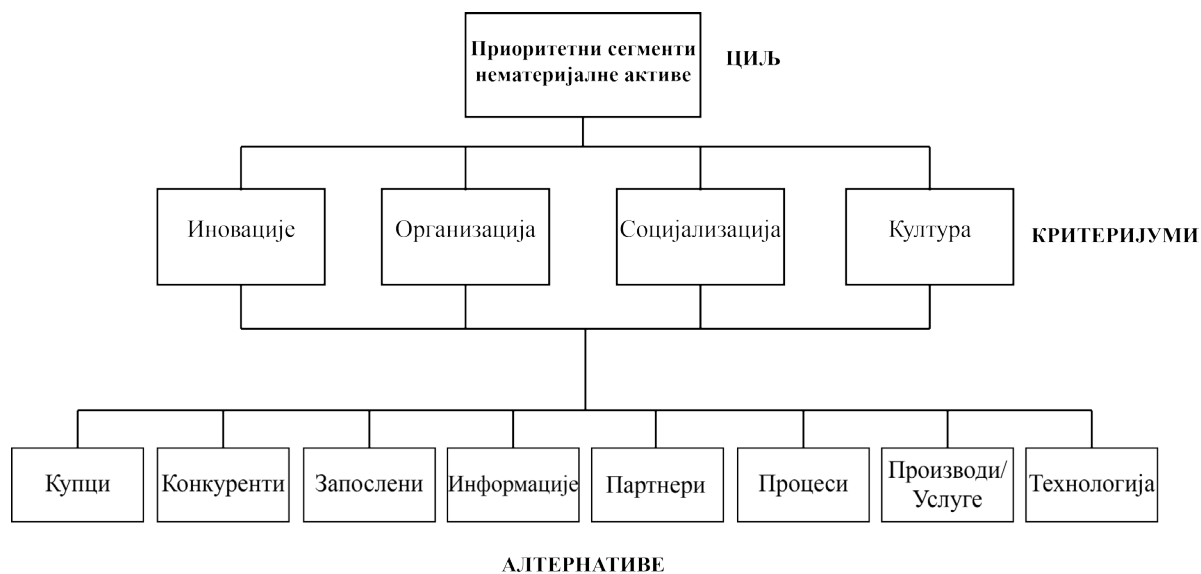 Приоритетни сегменти
нематеријалне активе
ЦИЉ
Иновације
Организација
Социјализација
Култура
КРИТЕРИЈУМИ
Купци
Конкуренти
Запослени
Информације
Партнери
Процеси
Производи/
Услуге
Технологија
АЛТЕРНАТИВЕ